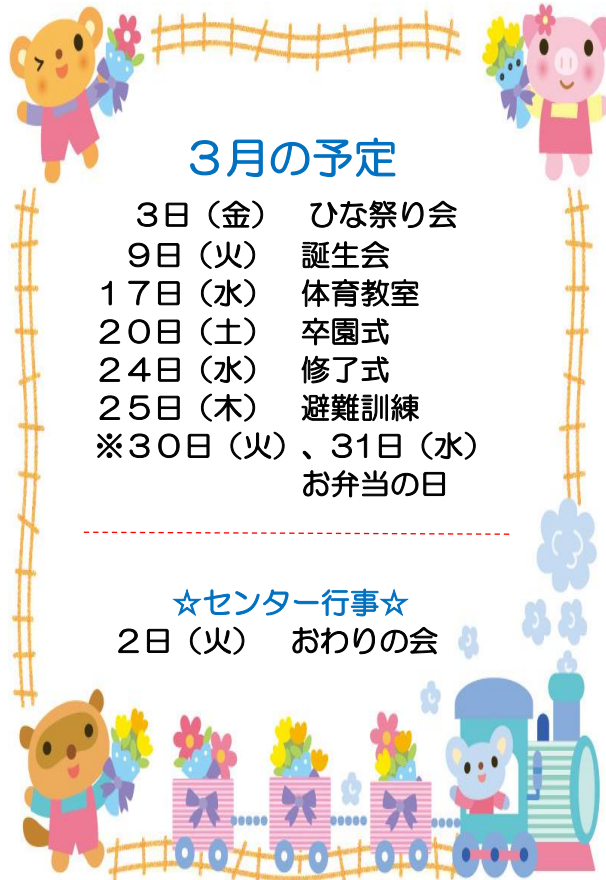 ３月の予定
３日（金）　ひな祭り会
９日（火）　誕生会
１７日（水）　体育教室
２０日（土）　卒園式
２４日（水）　修了式
２５日（木）　避難訓練
※３０日（火）、31日（水）
お弁当の日
☆センター行事☆
２日（火）　おわりの会